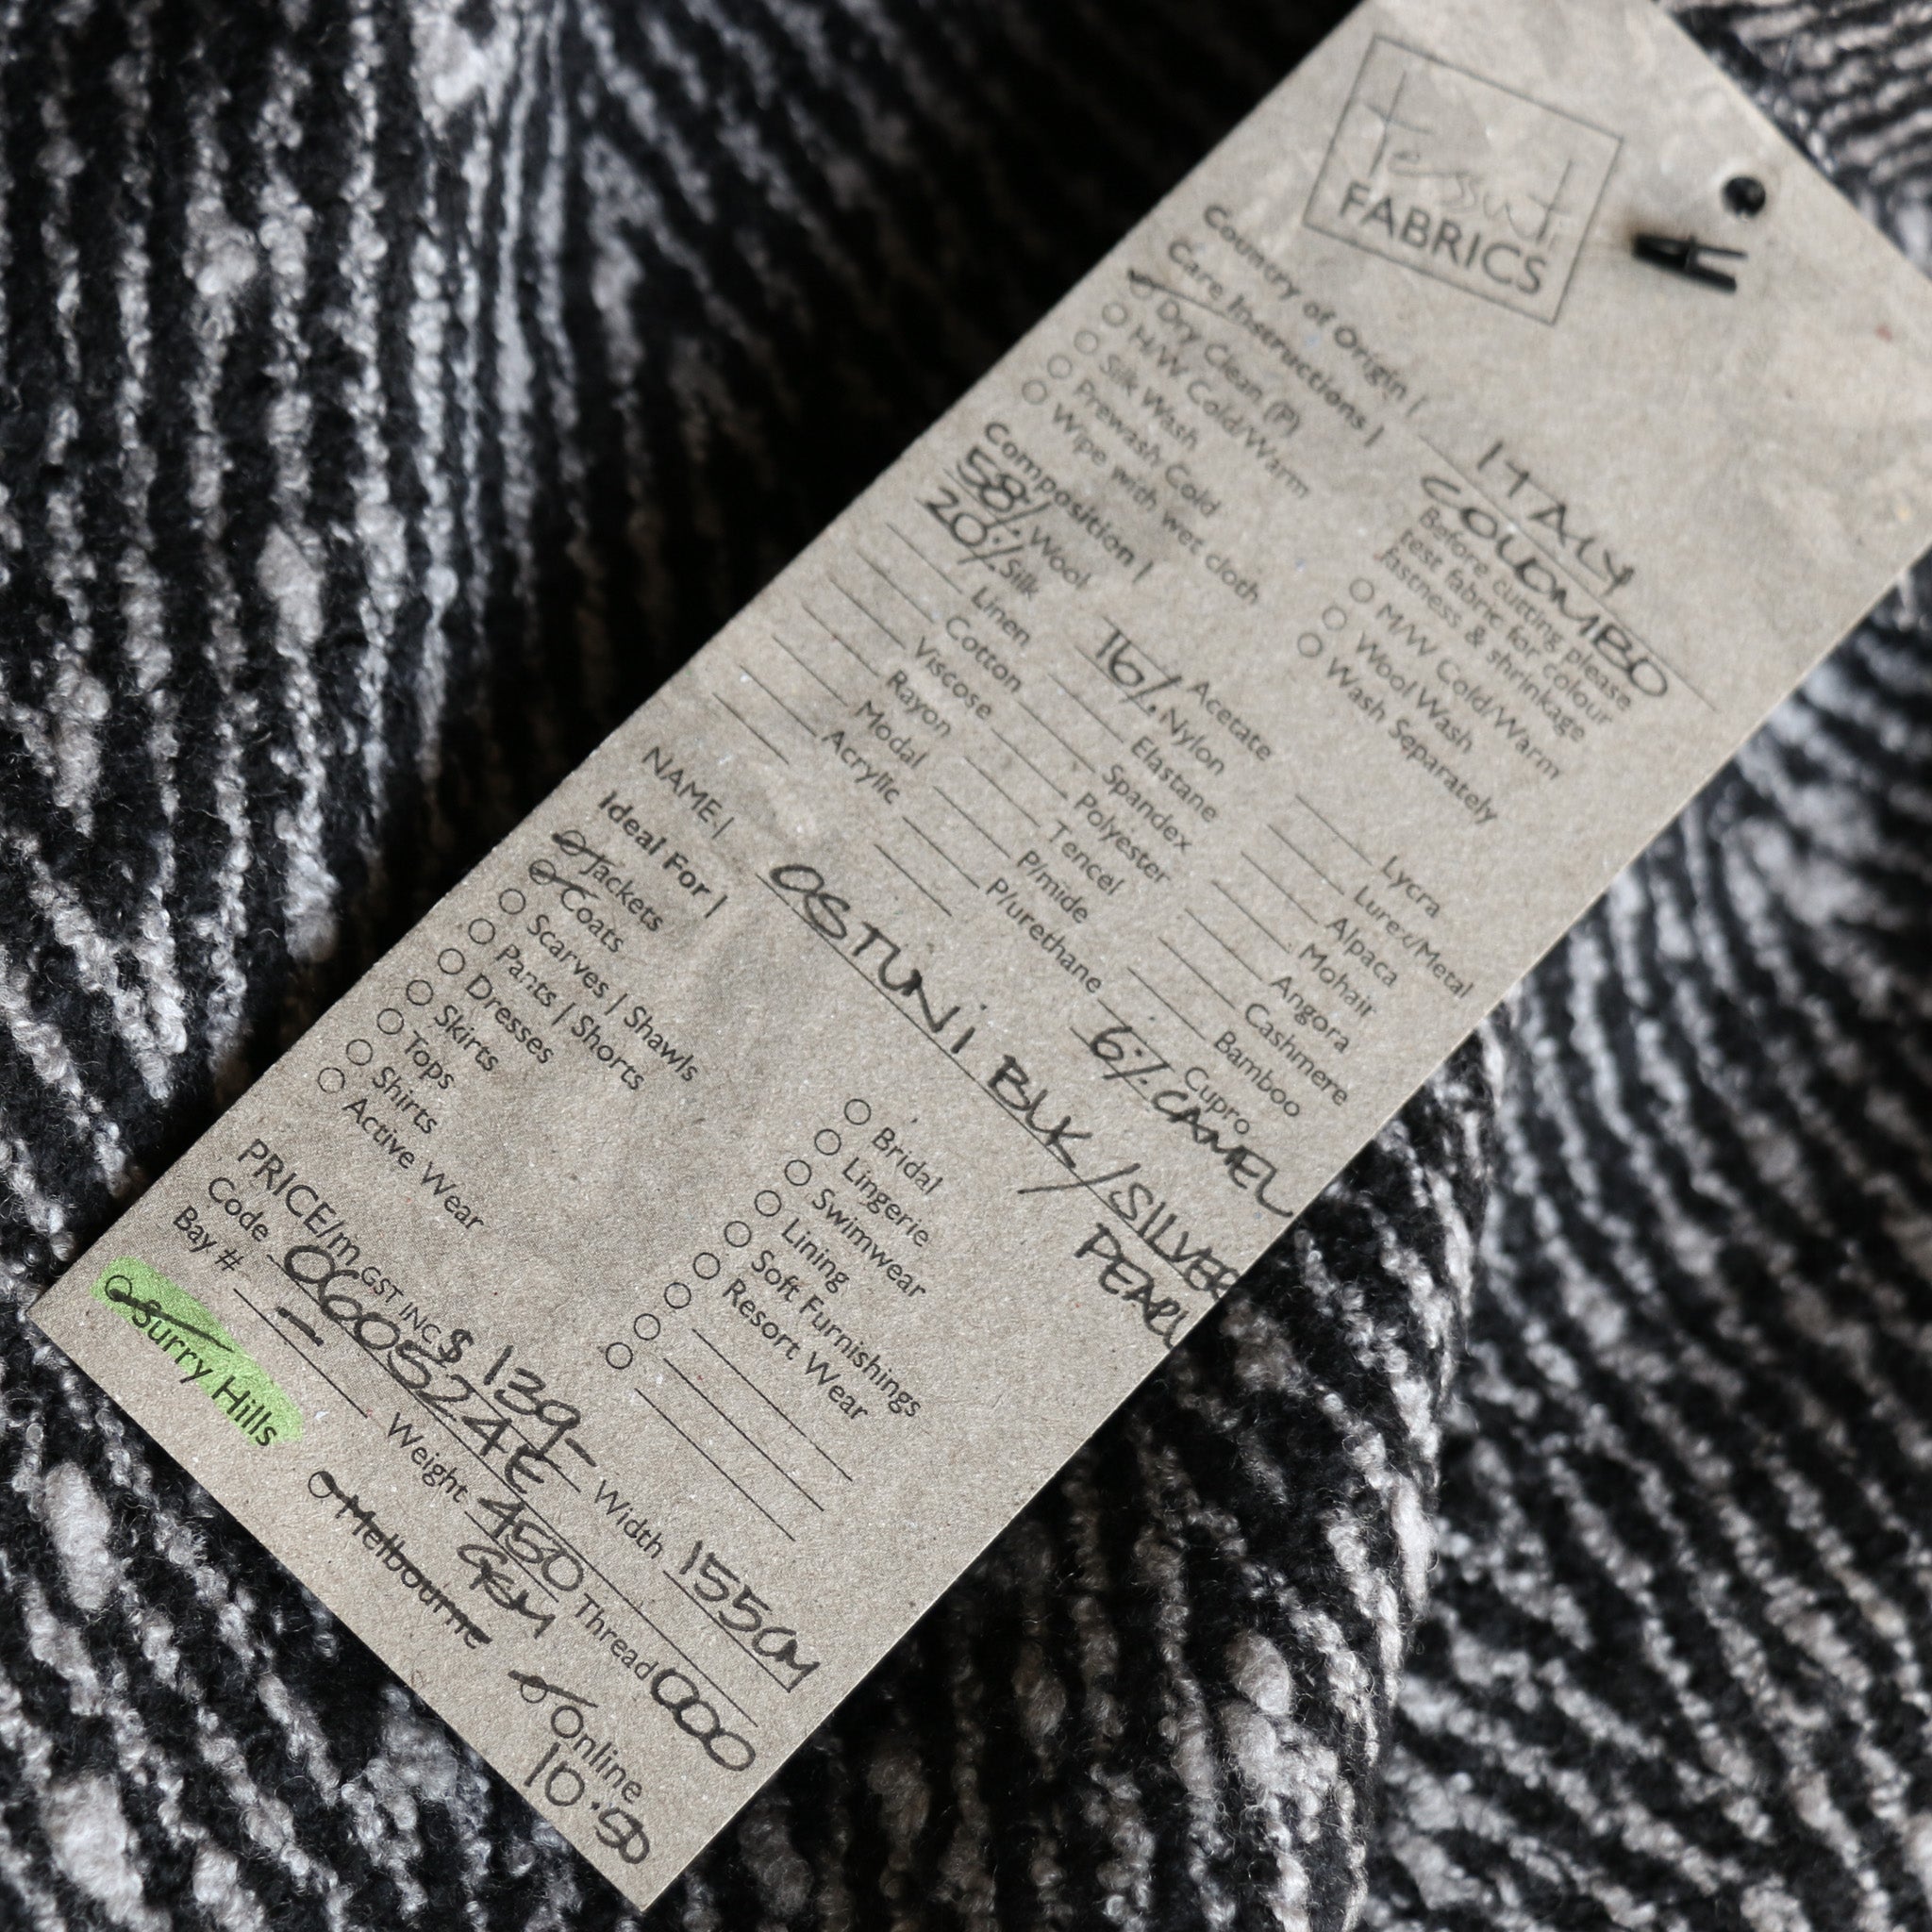 tessuti
FABRICS
Country of Origin | ITALY
COLOMBO
Care Instructions |
Dry Clean (P)
H/W Cold/Warm
Silk Wash
Prewash Cold
Wipe with wet cloth
Before cutting please
test fabric for colour
fastness & shrinkage
M/W Cold/Warm
Wool Wash
Wash Separately
Composition |
58% Wool
20% Silk
Linen
Cotton
Viscose
Rayon
Modal
Acrylic
Acetate
16% Nylon
Elastane
Spandex
Polyester
Tencel
P/mide
P/urethane
Lycra
Lurex/Metal
Alpaca
Mohair
Angora
Cashmere
Bamboo
Cupro
6% CAMEL
NAME | OSTUNI BLK/SILVER
PEARL
Ideal For |
Jackets
Coats
Scarves | Shawls
Pants | Shorts
Dresses
Skirts
Tops
Shirts
Active Wear
Bridal
Lingerie
Swimwear
Lining
Soft Furnishings
Resort Wear
PRICE/m GST INC $ 139- Width 155CM
Code Weight 450 Thread 000
GSM
Bay # -
Surry Hills Melbourne Online
10.50